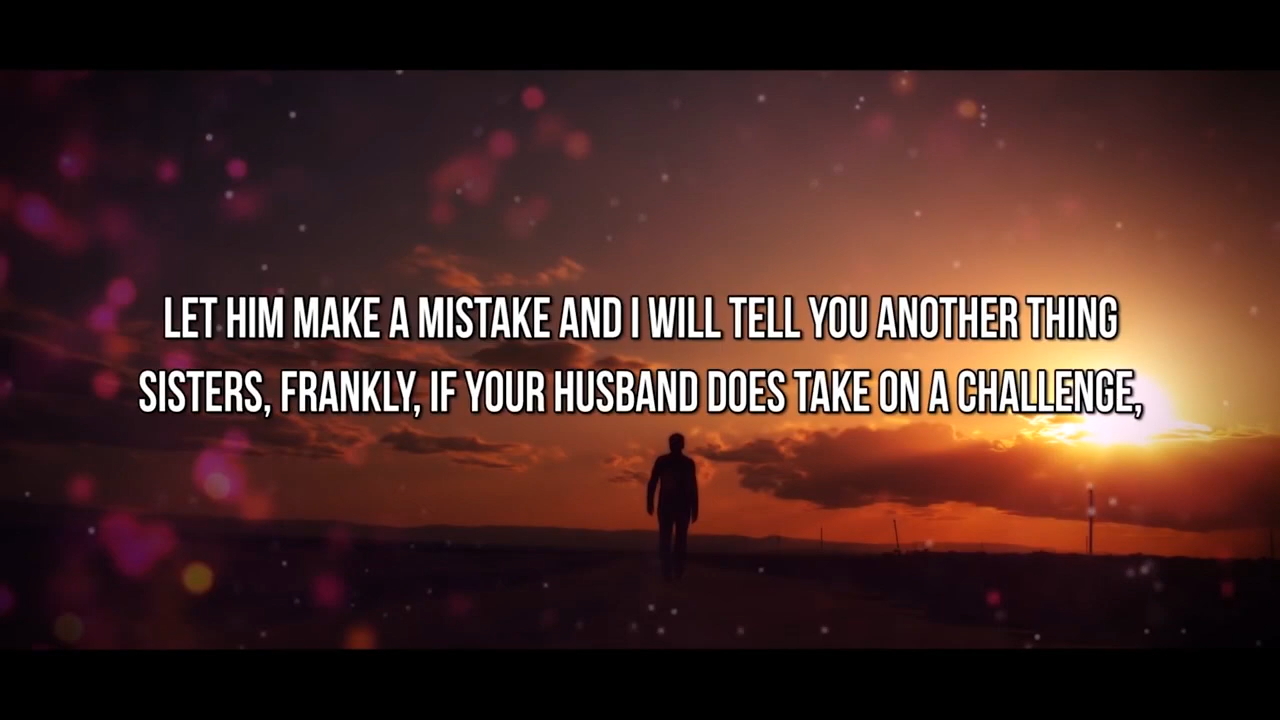 LET HIM MAKE A MISTAKE AND I WILL TELL YOU ANOTHER THING
SISTERS, FRANKLY, IF YOUR HUSBAND DOES TAKE ON A CHALLENGE,